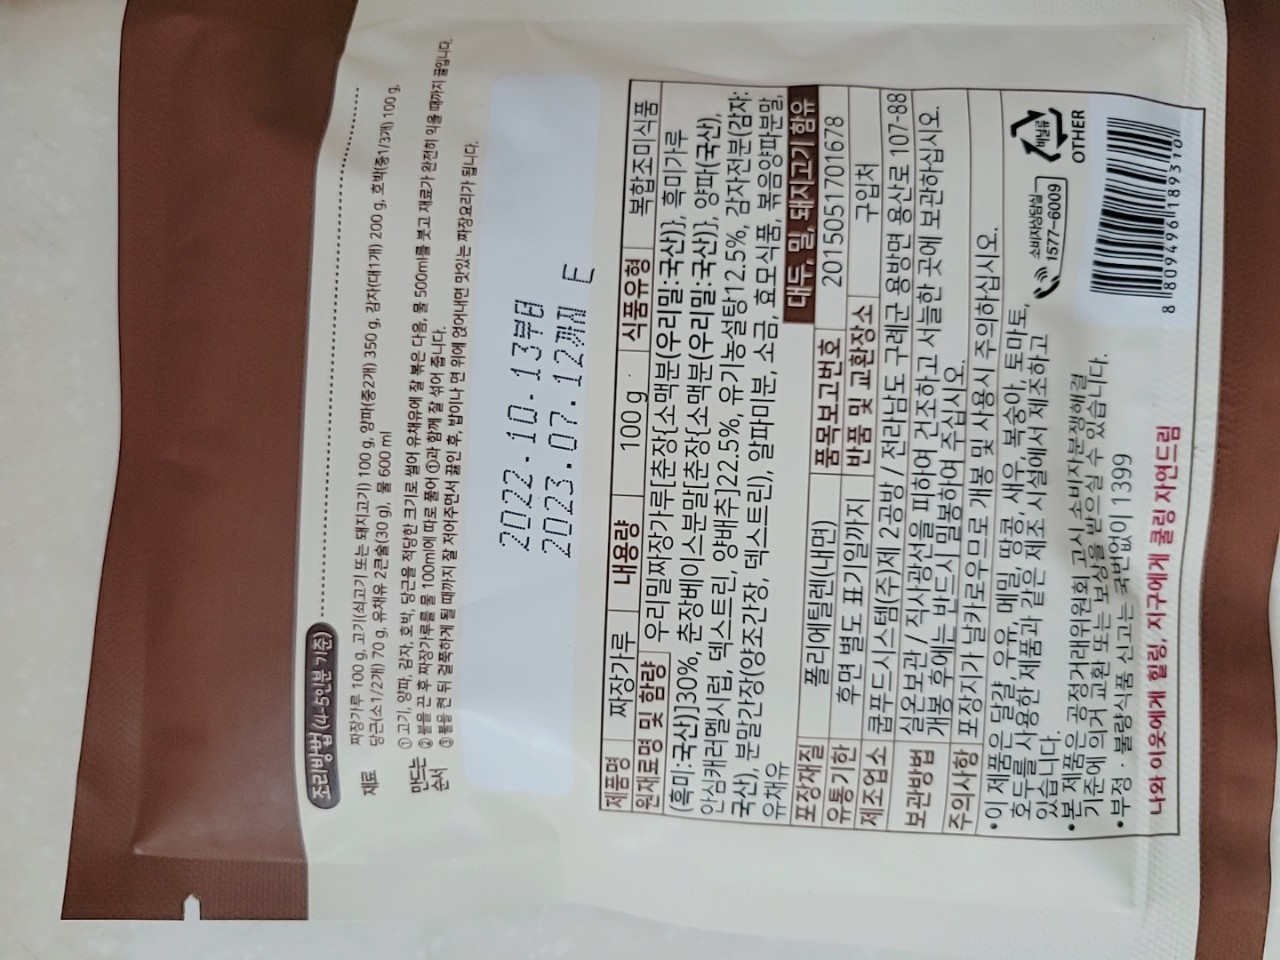 조리방법 (4-5인분 기준)
재료 짜장가루 100 g, 고기(쇠고기 또는 돼지고기) 100 g, 양파(중2개) 350 g, 감자(대1개) 200 g, 호박(중1/3개) 100 g,
당근(소1/2개) 70 g, 유채유 2큰술(30 g), 물 600 ml
만드는 순서
① 고기, 양파, 감자, 호박, 당근을 적당한 크기로 썰어 유채유에 잘 볶은 다음, 물 500ml를 붓고 재료가 완전히 익을 때까지 끓입니다.
② 불을 끈 후 짜장가루를 물 100ml에 따로 풀어 ①과 함께 잘 섞어 줍니다.
③ 불을 켠 뒤 걸쭉하게 될 때까지 잘 저어주면서 끓인 후, 밥이나 면 위에 얹어내면 맛있는 짜장요리가 됩니다.
2022.10.13부터
2023.07.12까지 E
제품명 짜장가루 내용량 100 g 식품유형 복합조미식품
원재료명 및 함량 우리밀짜장가루[춘장{소맥분(우리밀:국산)}, 흑미가루
(흑미:국산)]30%, 춘장베이스분말[춘장{소맥분(우리밀:국산)}, 양파(국산),
안심캐러멜시럽, 덱스트린, 양배추]22.5%, 유기농설탕12.5%, 감자전분(감자:
국산), 분말간장(양조간장, 덱스트린), 알파미분, 소금, 효모식품, 볶음양파분말,
유채유
대두, 밀, 돼지고기 함유
포장재질 폴리에틸렌(내면) 품목보고번호 2015051701678
유통기한 후면 별도 표기일까지 반품 및 교환장소 구입처
제조업소 쿱푸드시스템(주)제 2공방 / 전라남도 구례군 용방면 용산로 107-88
보관방법 실온보관 / 직사광선을 피하여 건조하고 서늘한 곳에 보관하십시오.
개봉 후에는 반드시 밀봉하여 주십시오.
주의사항 포장지가 날카로우므로 개봉 및 사용시 주의하십시오.
• 이 제품은 달걀, 우유, 메밀, 땅콩, 새우, 복숭아, 토마토,
호두를 사용한 제품과 같은 제조 시설에서 제조하고
있습니다.
• 본 제품은 공정거래위원회 고시 소비자분쟁해결
기준에 의거 교환 또는 보상을 받으실 수 있습니다.
• 부정 · 불량식품 신고는 국번없이 1399
나와 이웃에게 힐링, 지구에게 쿨링 자연드림
소비자상담실
1577-6009
비닐류
OTHER
8 809496 189310